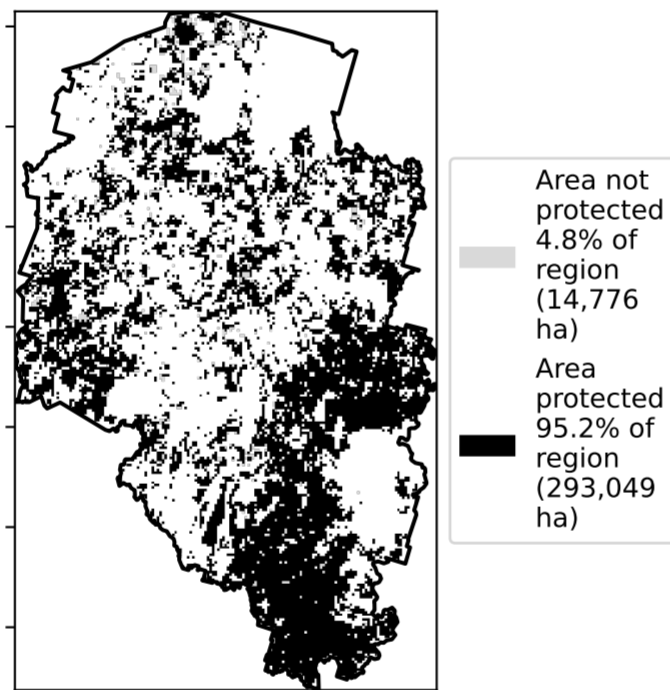 Area not
protected
4.8% of
region
(14,776
ha)
Area
protected
95.2% of
region
(293,049
ha)